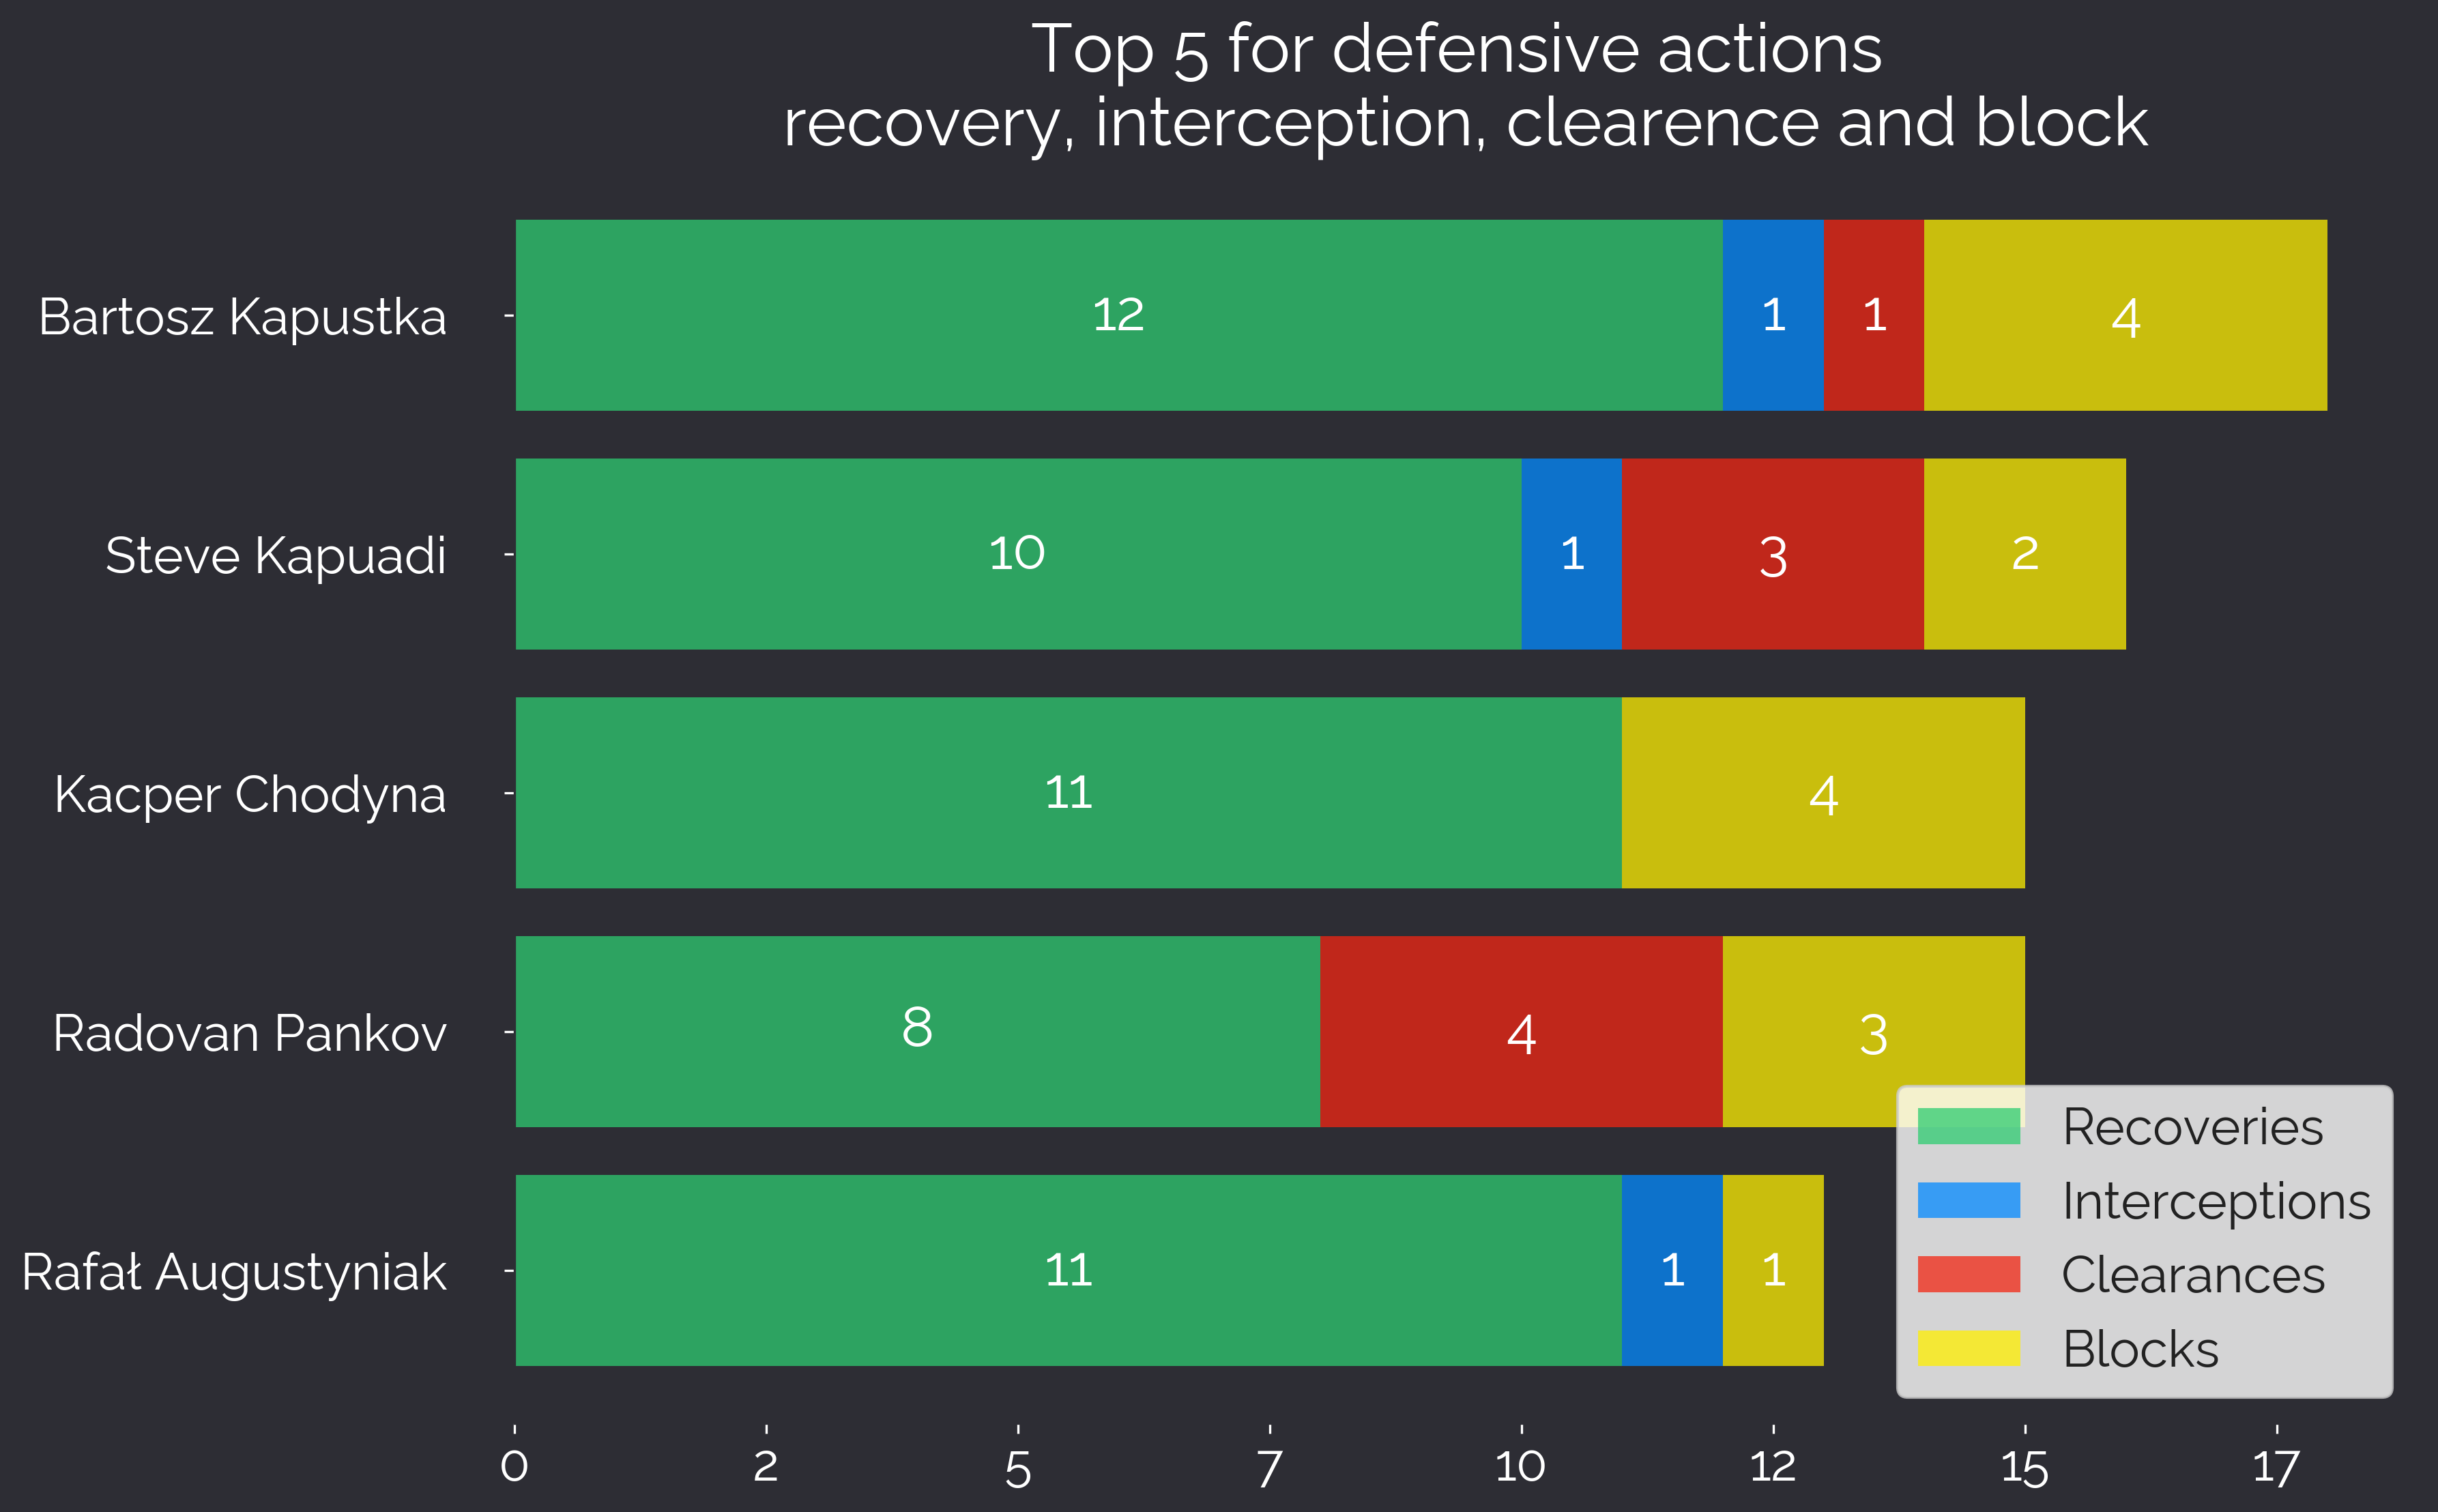 Top 5 for defensive actions
recovery, interception, clearence and block
Bartosz Kapustka
12
1
1
4
Steve Kapuadi
10
1
3
2
Kacper Chodyna
11
4
Radovan Pankov
8
4
3
Rafał Augustyniak
11
1
1
Recoveries
Interceptions
Clearances
Blocks
0 2 5 7 10 12 15 17